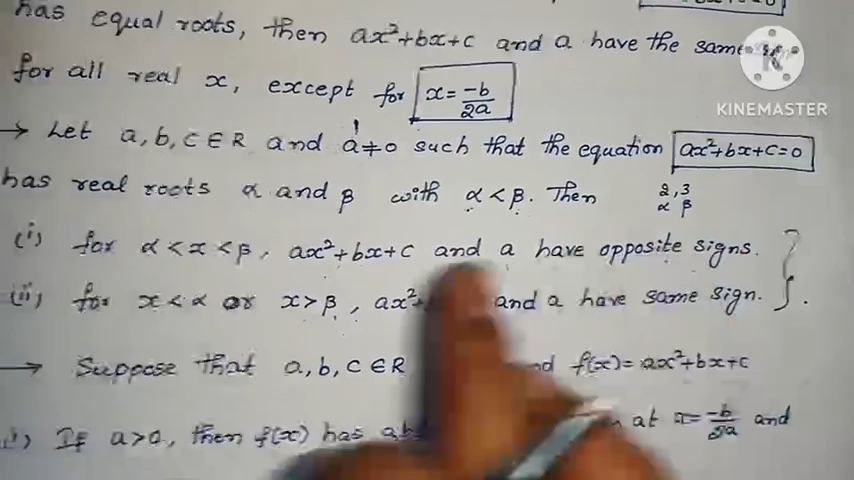 has equal roots, then ax²+bx+c and a have the same
for all real x, except for x = -b/2a
→ Let a, b, c ∈ R and a≠0 such that the equation ax²+bx+c=0
has real roots α and β with α < β. Then 2, 3
α β
(i) for α < x < β, ax²+bx+c and a have opposite signs.
(ii) for x < α or x > β, ax² and a have same sign.
→ Suppose that a, b, c ∈ R f(x) = ax²+bx+c
If a>0, then f(x) has at x = -b/2a and
KINEMASTER